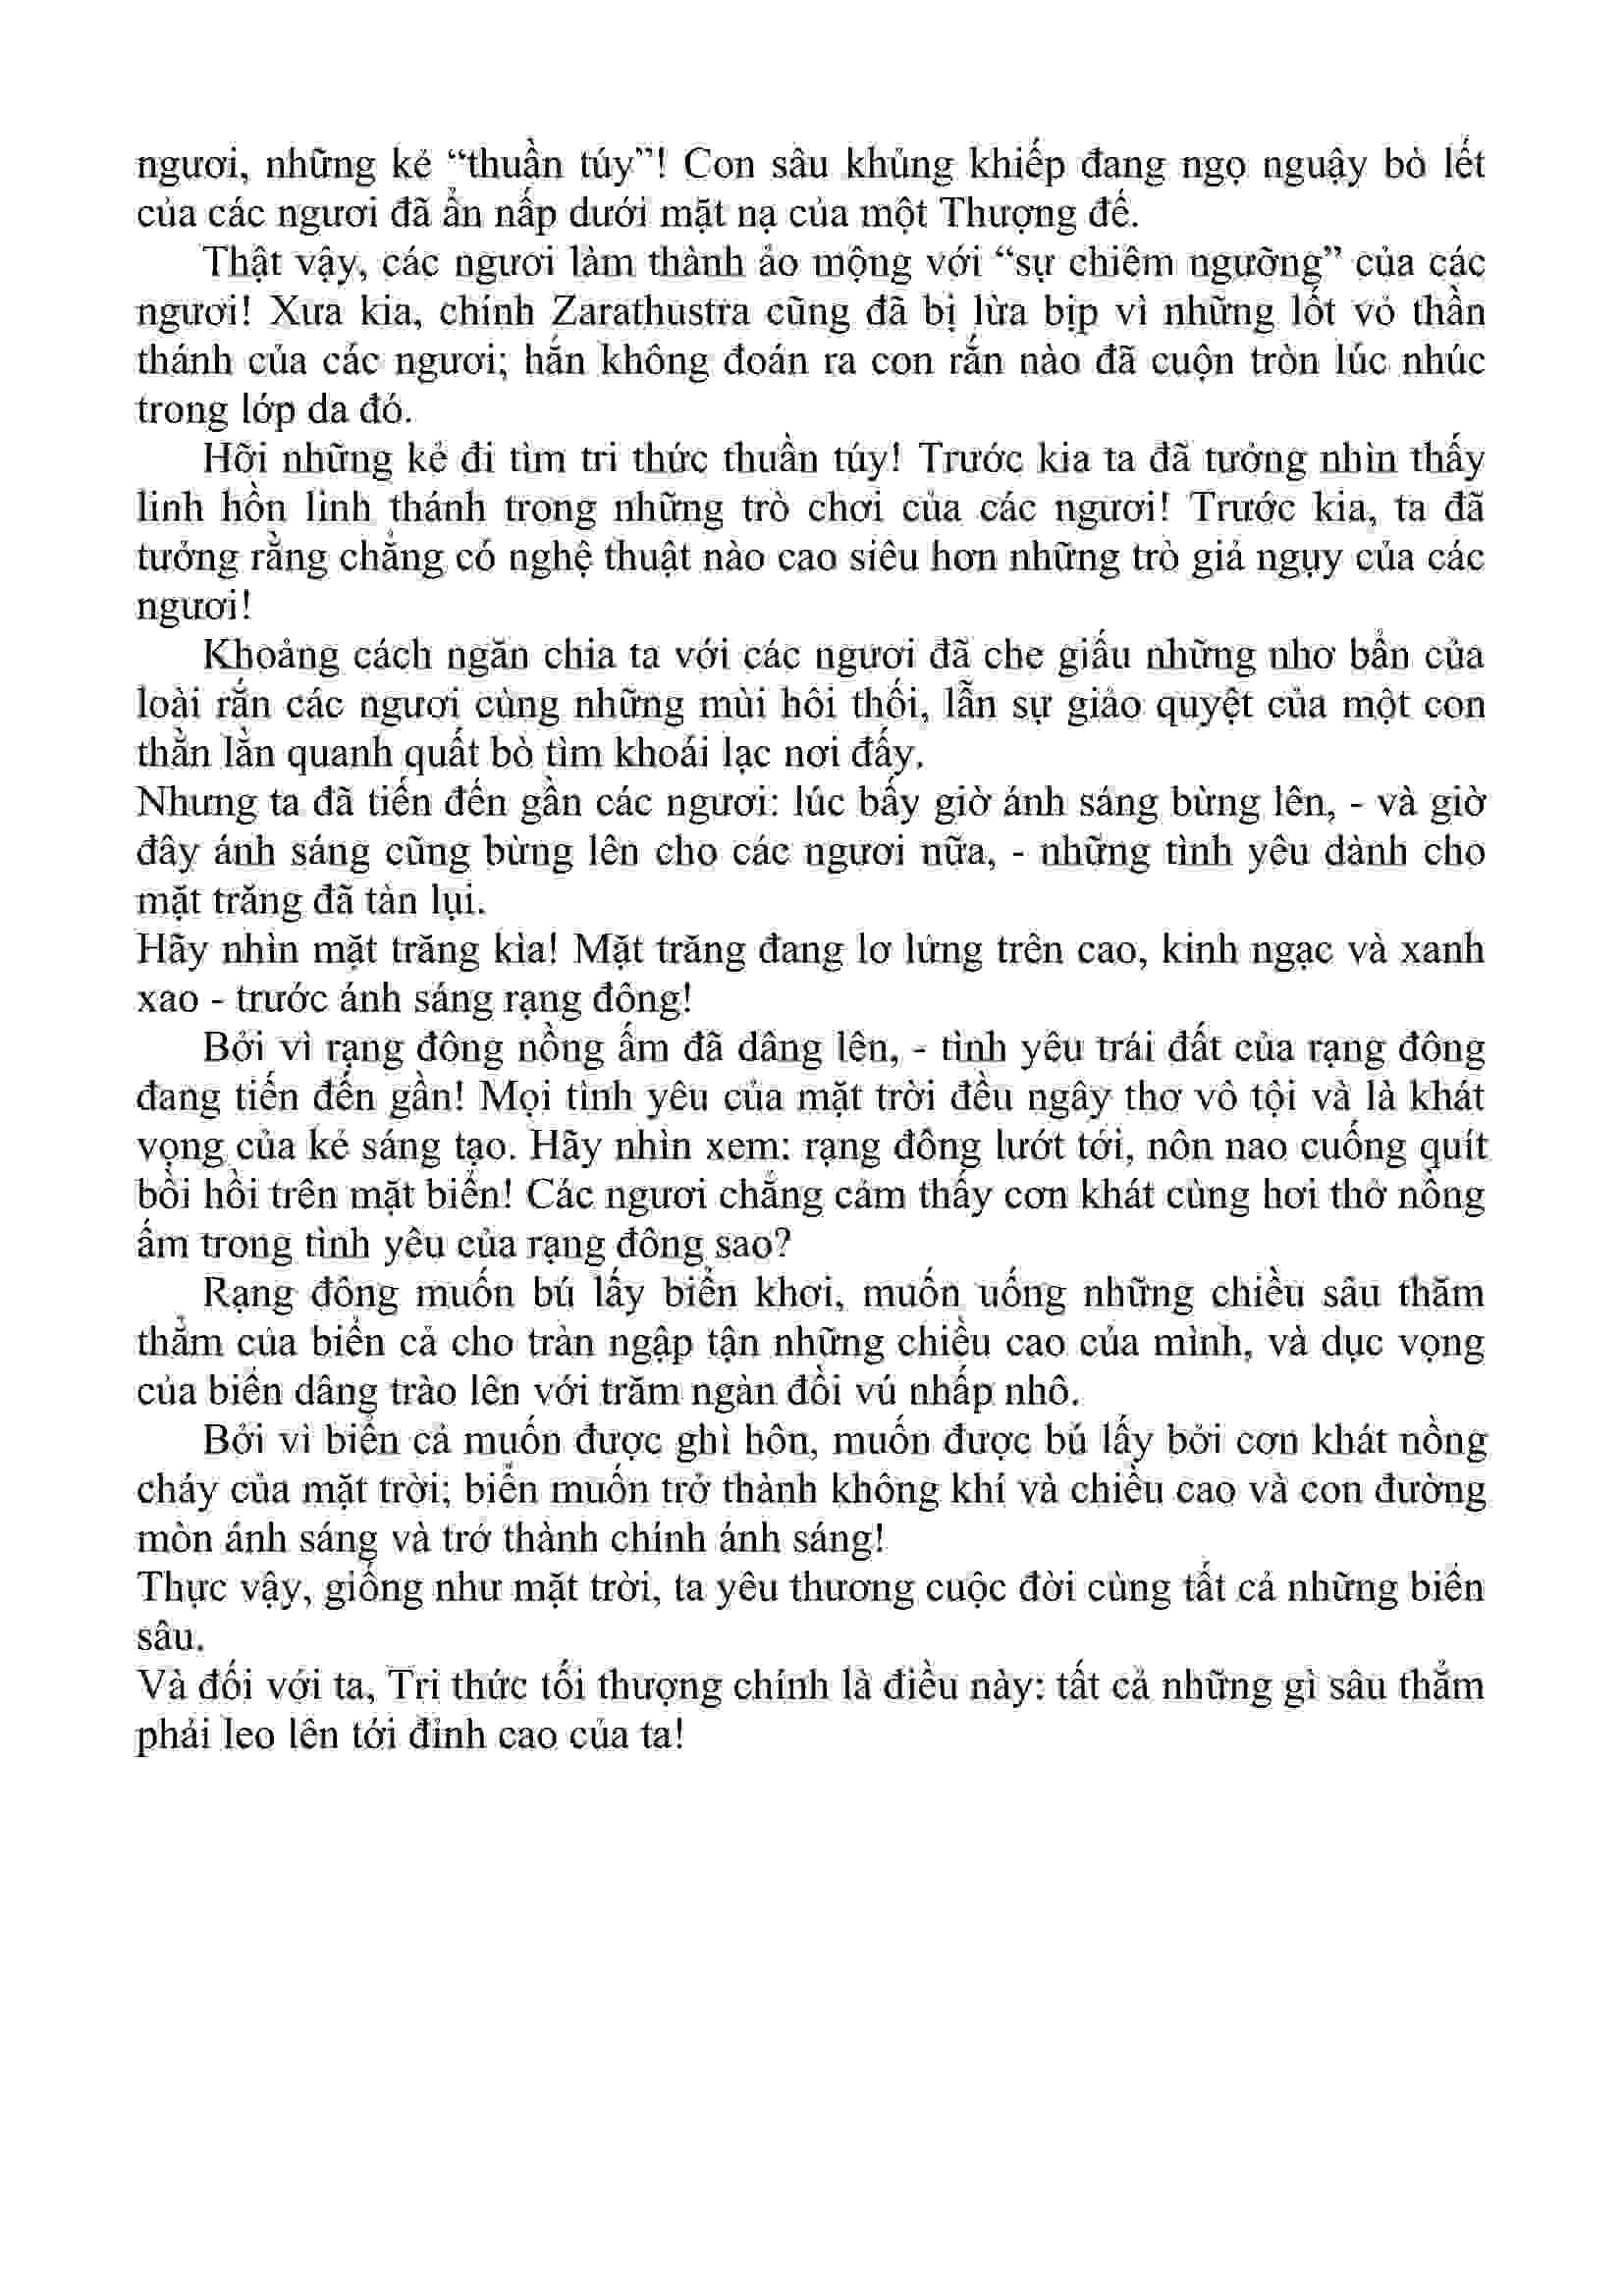 ngươi, những kẻ “thuần túy”! Con sâu khủng khiếp đang ngọ nguậy bò lết
của các ngươi đã ẩn nấp dưới mặt nạ của một Thượng đế.
Thật vậy, các ngươi làm thành ảo mộng với “sự chiêm ngưỡng” của các
ngươi! Xưa kia, chính Zarathustra cũng đã bị lừa bịp vì những lốt vỏ thần
thánh của các ngươi; hắn không đoán ra con rắn nào đã cuộn tròn lúc nhúc
trong lớp da đó.
Hỡi những kẻ đi tìm tri thức thuần túy! Trước kia ta đã tưởng nhìn thấy
linh hồn linh thánh trong những trò chơi của các ngươi! Trước kia, ta đã
tưởng rằng chẳng có nghệ thuật nào cao siêu hơn những trò giả ngụy của các
ngươi!
Khoảng cách ngăn chia ta với các ngươi đã che giấu những nhơ bẩn của
loài rắn các ngươi cùng những mùi hôi thối, lẫn sự giảo quyệt của một con
thằn lằn quanh quất bò tìm khoái lạc nơi đấy.
Nhưng ta đã tiến đến gần các ngươi: lúc bấy giờ ánh sáng bừng lên, - và giờ
đây ánh sáng cũng bừng lên cho các ngươi nữa, - những tình yêu dành cho
mặt trăng đã tàn lụi.
Hãy nhìn mặt trăng kìa! Mặt trăng đang lơ lửng trên cao, kinh ngạc và xanh
xao - trước ánh sáng rạng đông!
Bởi vì rạng đông nồng ấm đã dâng lên, - tình yêu trái đất của rạng đông
đang tiến đến gần! Mọi tình yêu của mặt trời đều ngây thơ vô tội và là khát
vọng của kẻ sáng tạo. Hãy nhìn xem: rạng đông lướt tới, nôn nao cuống quít
bồi hồi trên mặt biển! Các ngươi chẳng cảm thấy cơn khát cùng hơi thở nồng
ấm trong tình yêu của rạng đông sao?
Rạng đông muốn bú lấy biển khơi, muốn uống những chiều sâu thăm
thẳm của biển cả cho tràn ngập tận những chiều cao của mình, và dục vọng
của biển dâng trào lên với trăm ngàn đồi vú nhấp nhô.
Bởi vì biển cả muốn được ghì hôn, muốn được bú lấy bởi cơn khát nồng
cháy của mặt trời; biển muốn trở thành không khí và chiều cao và con đường
mòn ánh sáng và trở thành chính ánh sáng!
Thực vậy, giống như mặt trời, ta yêu thương cuộc đời cùng tất cả những biển
sâu.
Và đối với ta, Tri thức tối thượng chính là điều này: tất cả những gì sâu thẳm
phải leo lên tới đỉnh cao của ta!